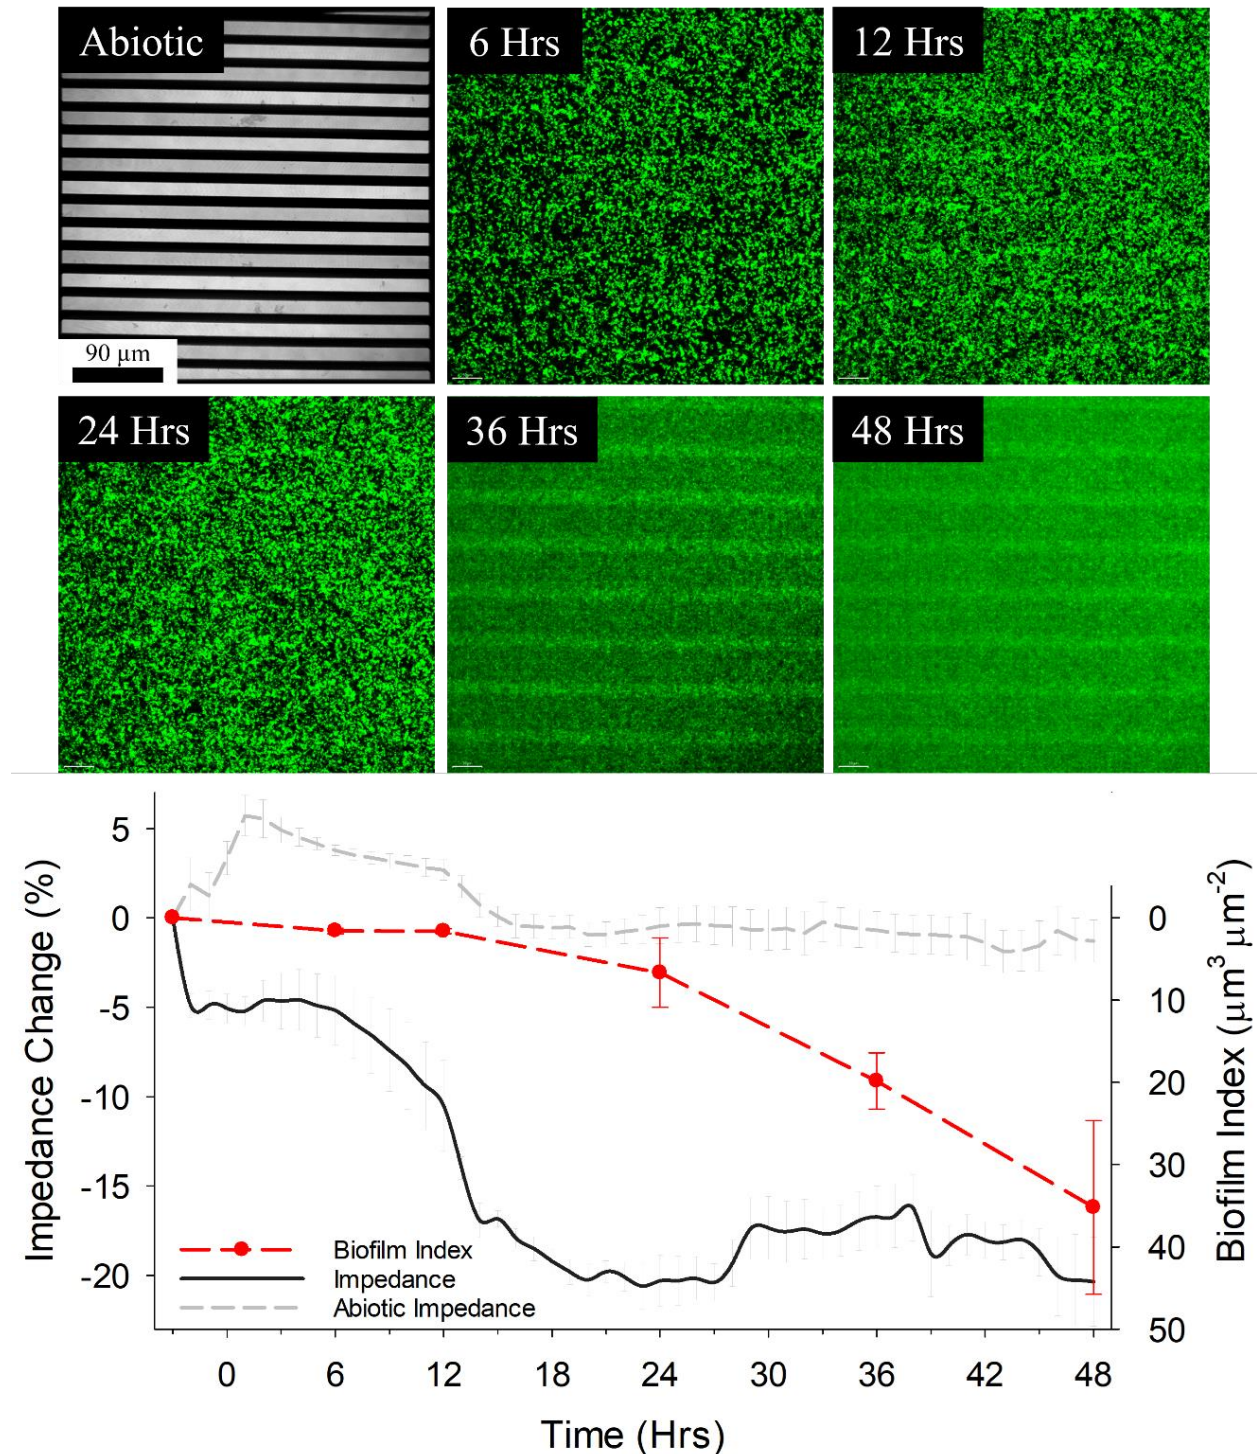 Abiotic
6 Hrs
12 Hrs
90 µm
24 Hrs
36 Hrs
48 Hrs
Impedance Change (%)
5
0
-5
-10
-15
-20
Biofilm Index
Impedance
Abiotic Impedance
0
10
20
30
40
50
Biofilm Index (µm³ µm⁻²)
0 6 12 18 24 30 36 42 48
Time (Hrs)